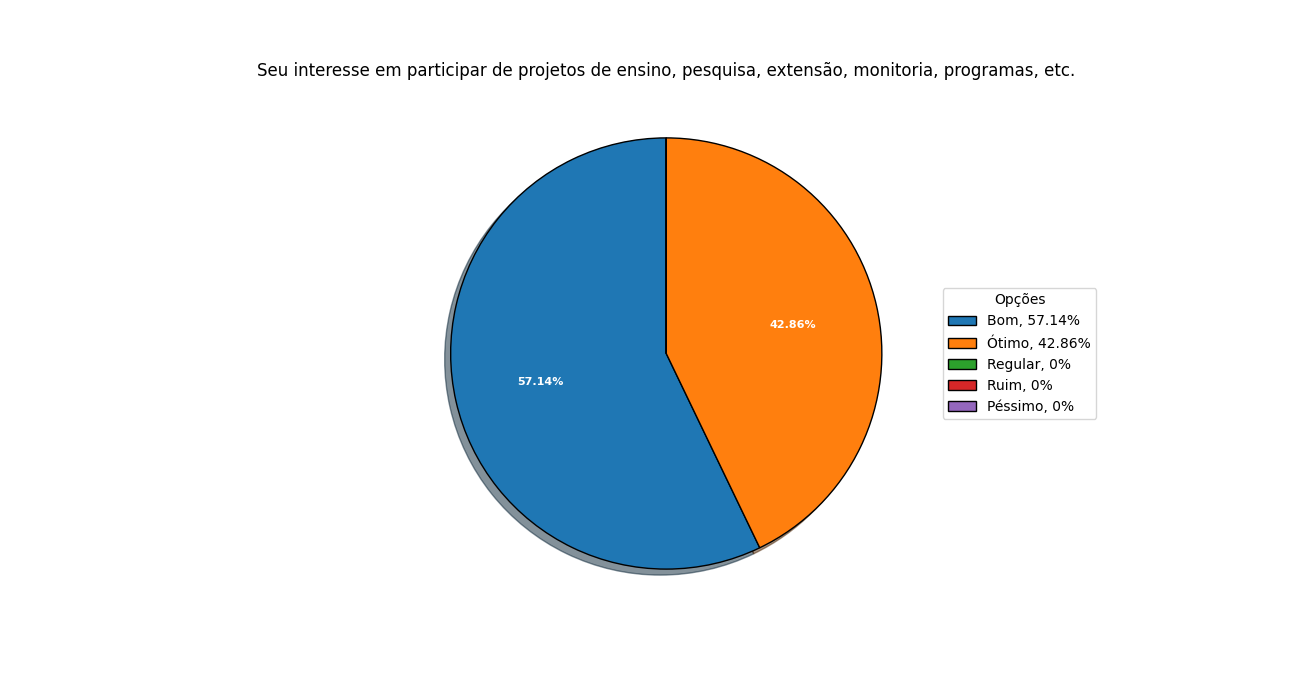 Seu interesse em participar de projetos de ensino, pesquisa, extensão, monitoria, programas, etc.
42.86%
57.14%
Opções
Bom, 57.14%
Ótimo, 42.86%
Regular, 0%
Ruim, 0%
Péssimo, 0%